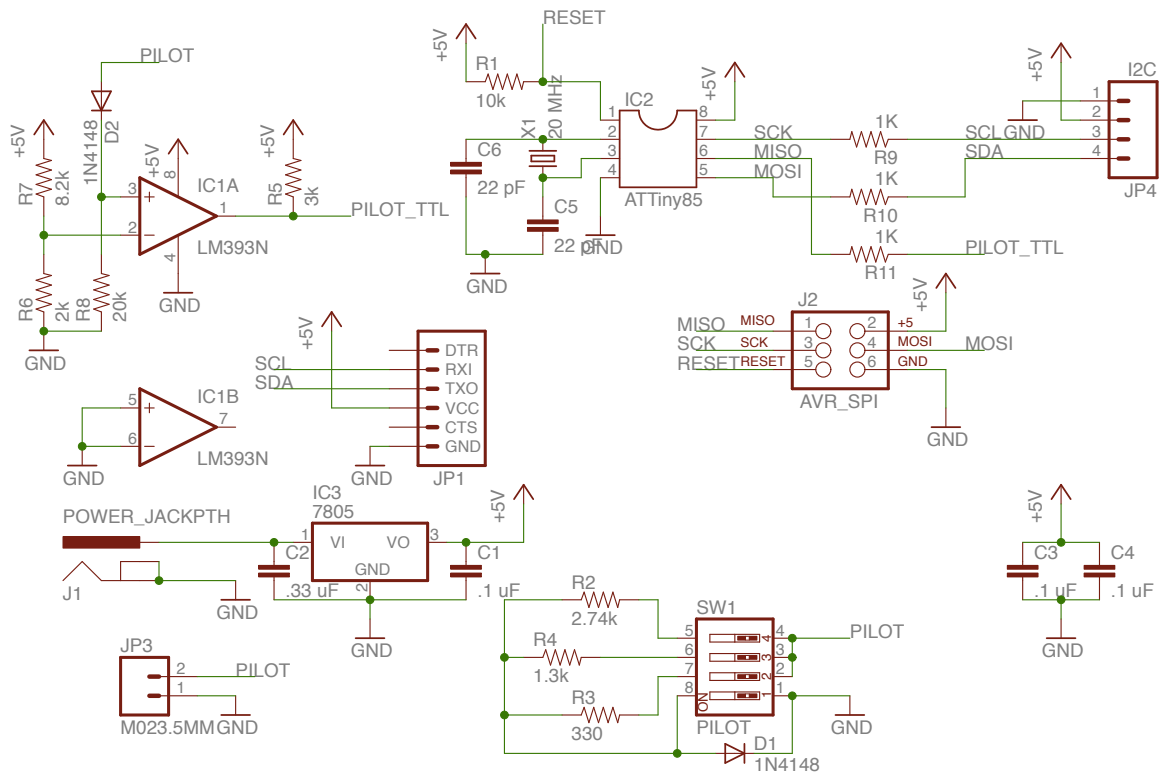 RESET
PILOT
+5V
R1
10k
X1
20 MHz
IC2
+5V
+5V
I2C
1
2
3
4
8
7
6
5
1
2
3
4
SCK
MISO
MOSI
1K
R9
SCL
GND
SDA
1K
R10
JP4
1N4148
D2
+5V
+5V
+5V
C6
22 pF
C5
22 pF
GND
ATTiny85
1K
R11
PILOT_TTL
GND
R7
8.2k
IC1A
8
3
+
2
−
1
4
LM393N
R5
3k
PILOT_TTL
GND
R6
2k
R8
20k
GND
+5V
J2
MISO
SCK
RESET
MISO
SCK
RESET
1
3
5
2
4
6
+5
MOSI
GND
MOSI
+5V
AVR_SPI
GND
SCL
SDA
DTR
RXI
TXO
VCC
CTS
GND
JP1
GND
IC1B
5
+
6
−
7
LM393N
GND
POWER_JACKPTH
J1
GND
IC3
7805
1
VI
VO
3
GND
2
C2
.33 uF
C1
.1 uF
+5V
GND
+5V
C3
.1 uF
C4
.1 uF
GND
R2
2.74k
R4
1.3k
R3
330
SW1
5
6
7
8
4
3
2
1
4
3
2
1
ON
PILOT
PILOT
GND
D1
1N4148
JP3
2
1
PILOT
M023.5MM
GND